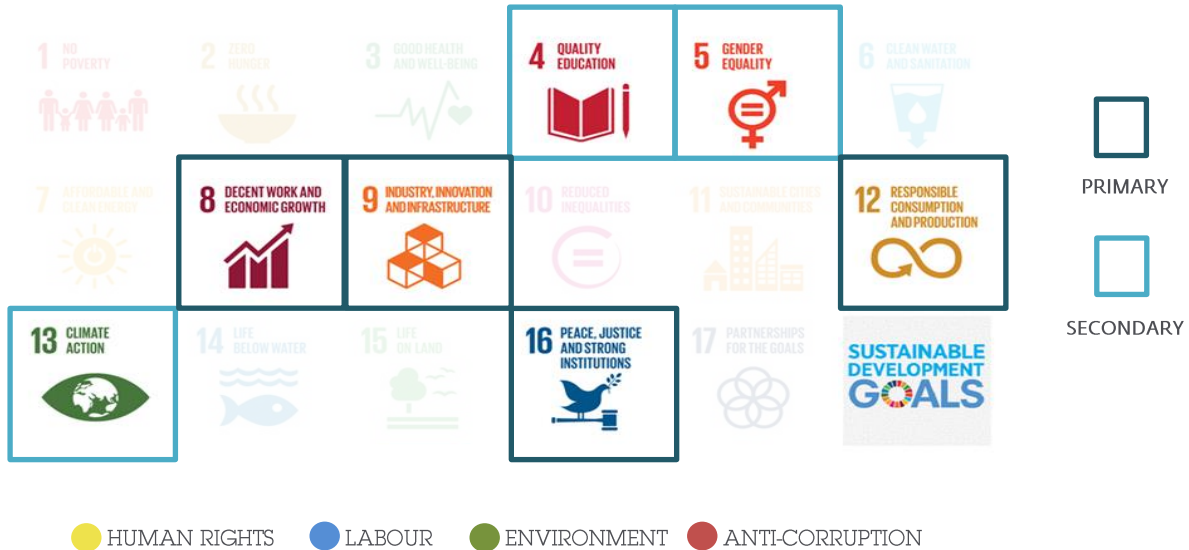 1 NO
POVERTY
2 ZERO
HUNGER
3 GOOD HEALTH
AND WELL-BEING
4 QUALITY
EDUCATION
5 GENDER
EQUALITY
6 CLEAN WATER
AND SANITATION
7 AFFORDABLE AND
CLEAN ENERGY
8 DECENT WORK AND
ECONOMIC GROWTH
9 INDUSTRY, INNOVATION
AND INFRASTRUCTURE
10 REDUCED
INEQUALITIES
11 SUSTAINABLE CITIES
AND COMMUNITIES
12 RESPONSIBLE
CONSUMPTION
AND PRODUCTION
13 CLIMATE
ACTION
14 LIFE
BELOW WATER
15 LIFE
ON LAND
16 PEACE, JUSTICE
AND STRONG
INSTITUTIONS
17 PARTNERSHIPS
FOR THE GOALS
SUSTAINABLE
DEVELOPMENT
GOALS
PRIMARY
SECONDARY
HUMAN RIGHTS
LABOUR
ENVIRONMENT
ANTI-CORRUPTION